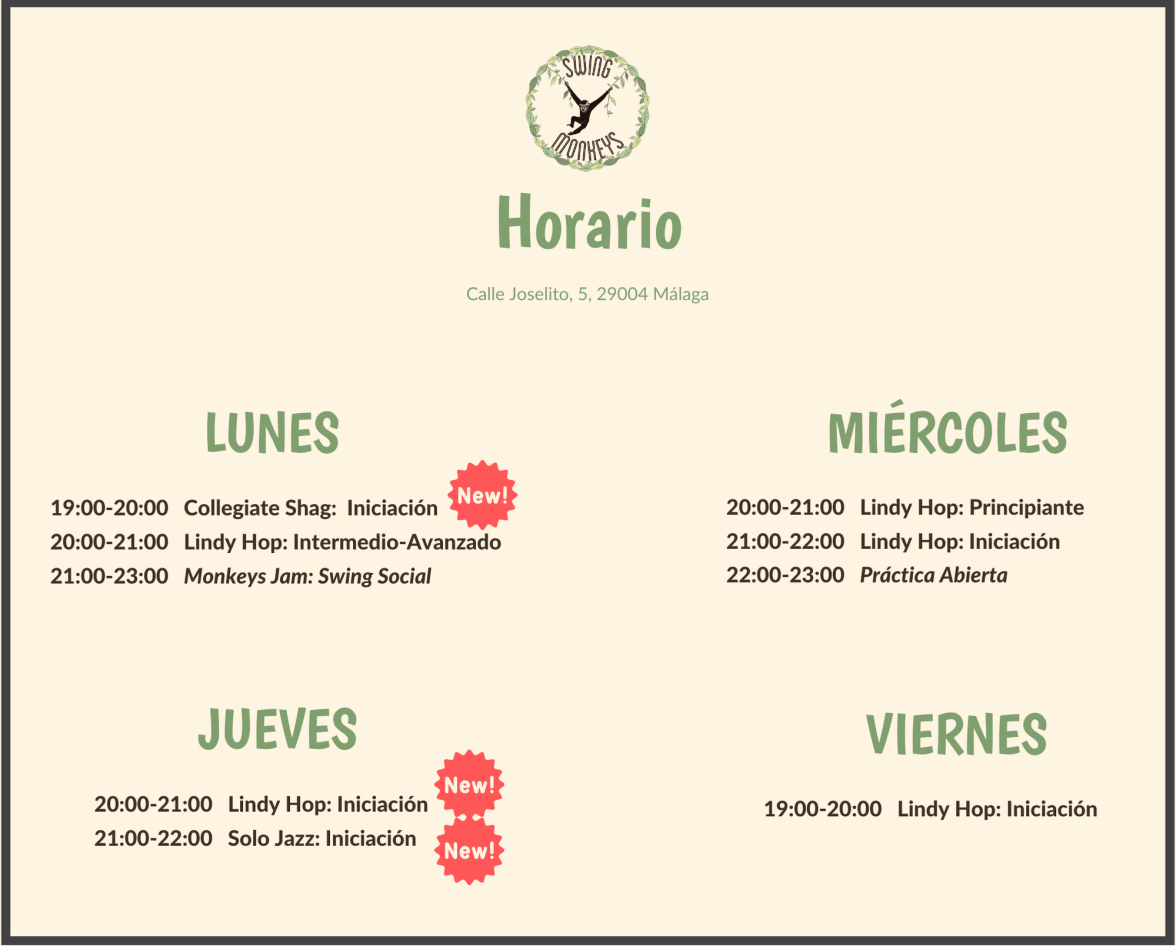 SWING
MONKEYS
Horario
Calle Joselito, 5, 29004 Málaga
LUNES
New!
19:00-20:00 Collegiate Shag: Iniciación
20:00-21:00 Lindy Hop: Intermedio-Avanzado
21:00-23:00 Monkeys Jam: Swing Social
MIÉRCOLES
20:00-21:00 Lindy Hop: Principiante
21:00-22:00 Lindy Hop: Iniciación
22:00-23:00 Práctica Abierta
JUEVES
New!
20:00-21:00 Lindy Hop: Iniciación
21:00-22:00 Solo Jazz: Iniciación
New!
VIERNES
19:00-20:00 Lindy Hop: Iniciación